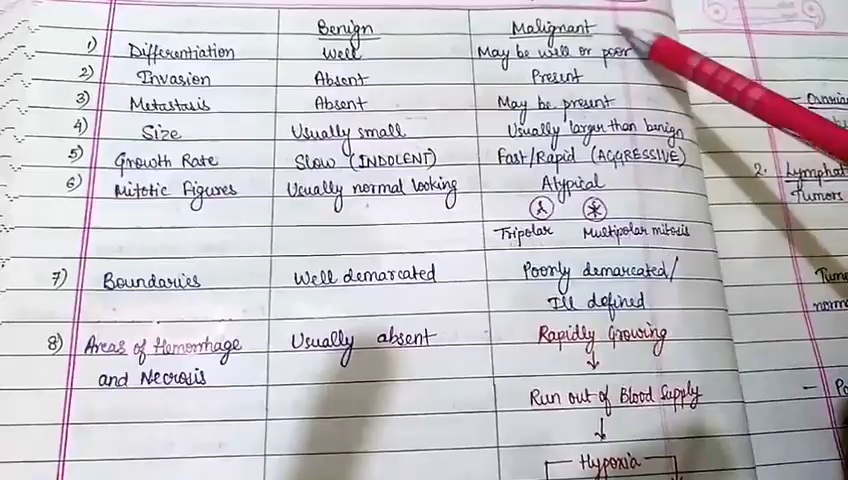 Benign Malignant
1) Differentiation Well May be well or poor
2) Invasion Absent Present
3) Metastasis Absent May be present
4) Size Usually small Usually larger than benign
5) Growth Rate Slow (INDOLENT) Fast/Rapid (AGGRESSIVE)
6) Mitotic Figures Usually normal looking Atypical
Tripolar Multipolar mitosis
7) Boundaries Well demarcated Poorly demarcated/
Ill defined
8) Areas of Hemorrhage Usually absent Rapidly Growing
and Necrosis
Run out of Blood Supply
Hypoxia
2. Lymphat
Tumors